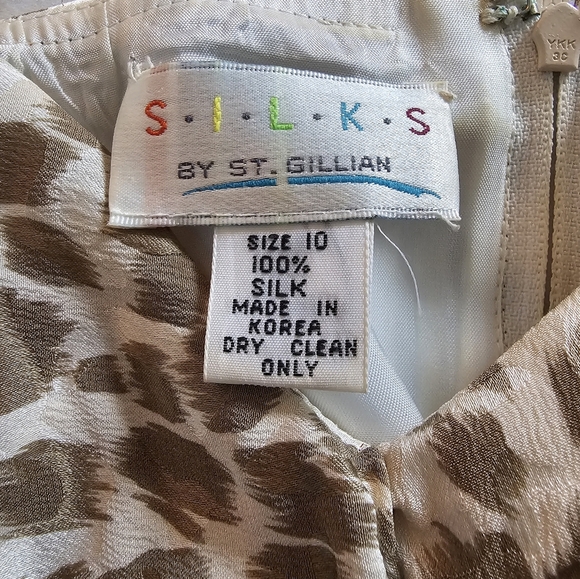 S·I·L·K·S
BY ST. GILLIAN
SIZE 10
100%
SILK
MADE IN
KOREA
DRY CLEAN
ONLY
YKK
3C